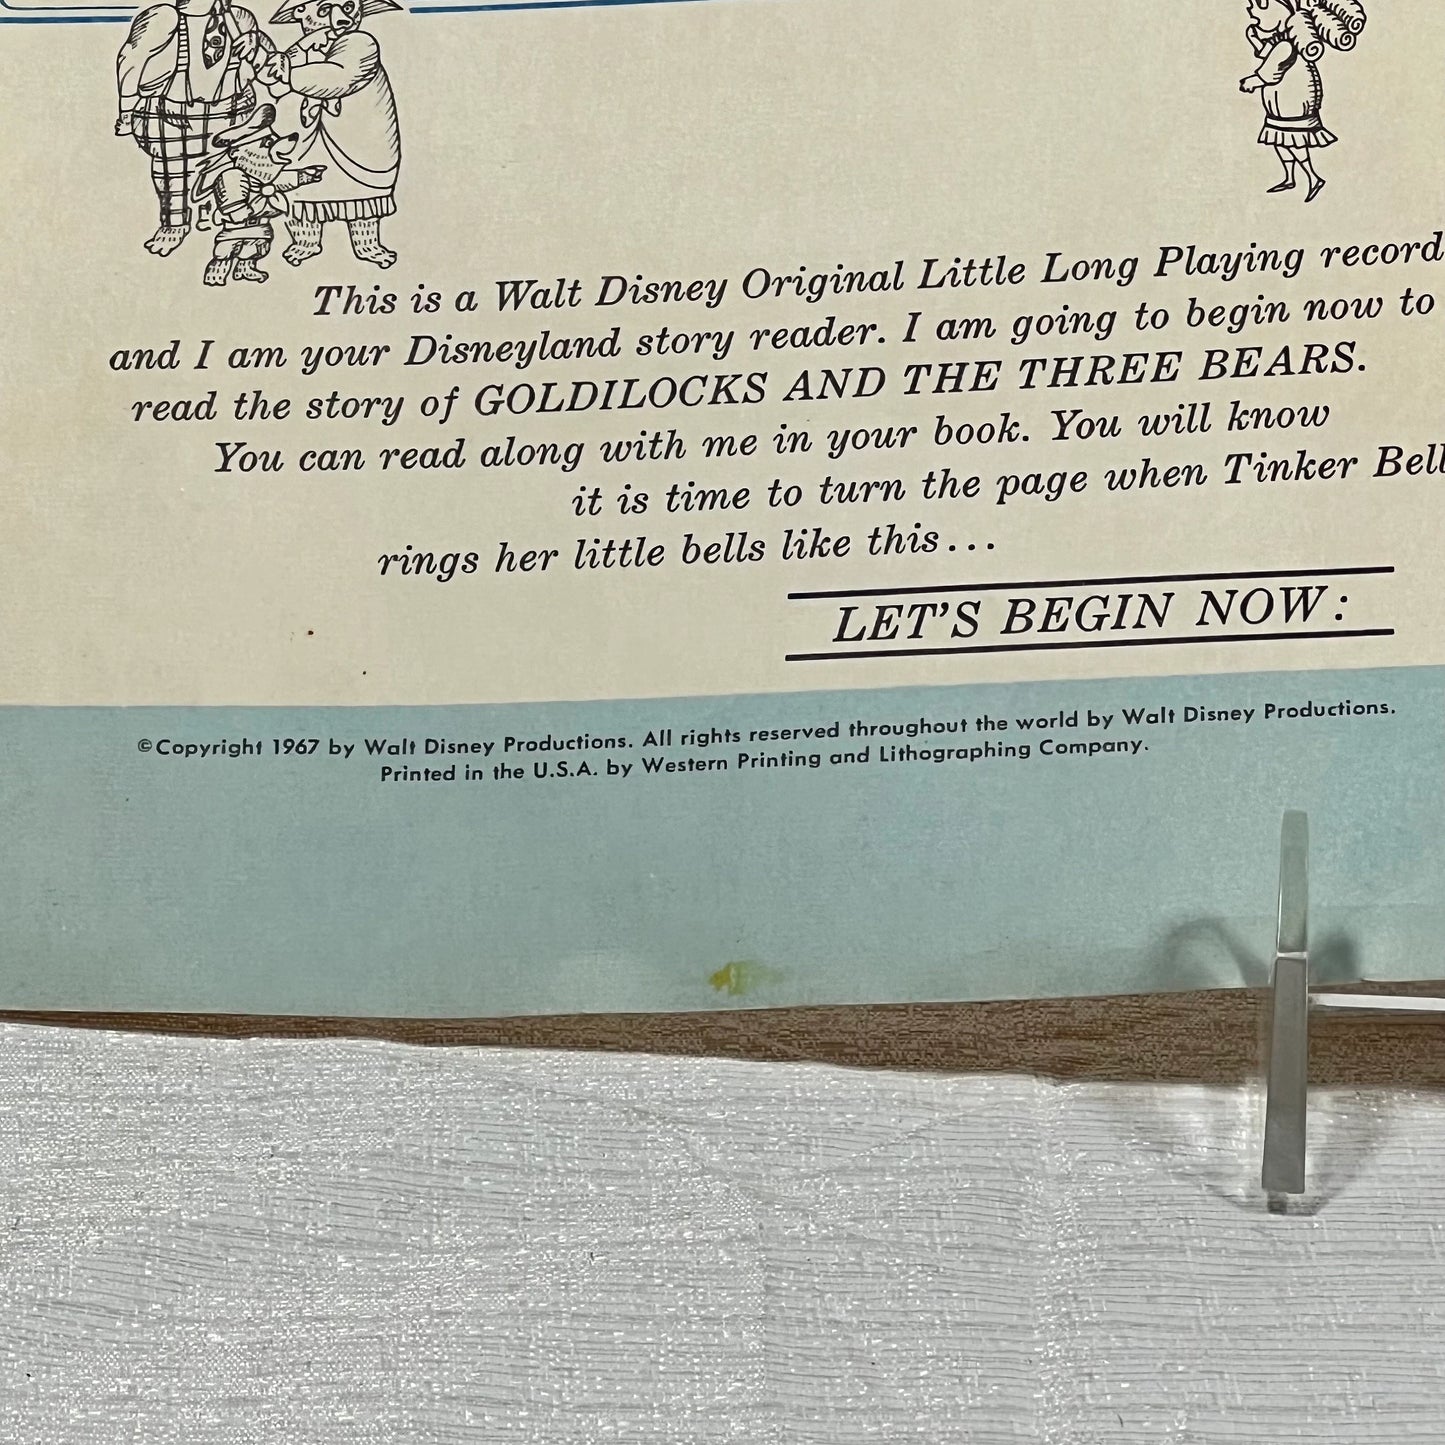 This is a Walt Disney Original Little Long Playing record
and I am your Disneyland story reader. I am going to begin now to
read the story of GOLDILOCKS AND THE THREE BEARS.
You can read along with me in your book. You will know
it is time to turn the page when Tinker Bell
rings her little bells like this...
LET'S BEGIN NOW:
©Copyright 1967 by Walt Disney Productions. All rights reserved throughout the world by Walt Disney Productions.
Printed in the U.S.A. by Western Printing and Lithographing Company.